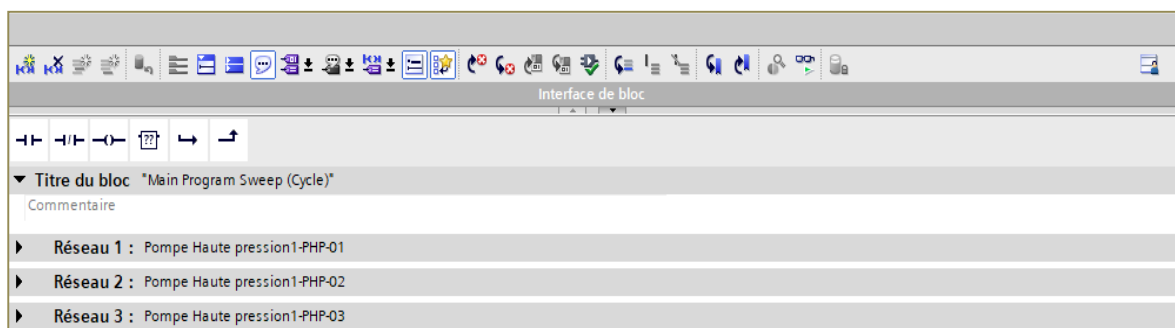 Interface de bloc
??
Titre du bloc "Main Program Sweep (Cycle)"
Commentaire
Réseau 1 : Pompe Haute pression1-PHP-01
Réseau 2 : Pompe Haute pression1-PHP-02
Réseau 3 : Pompe Haute pression1-PHP-03